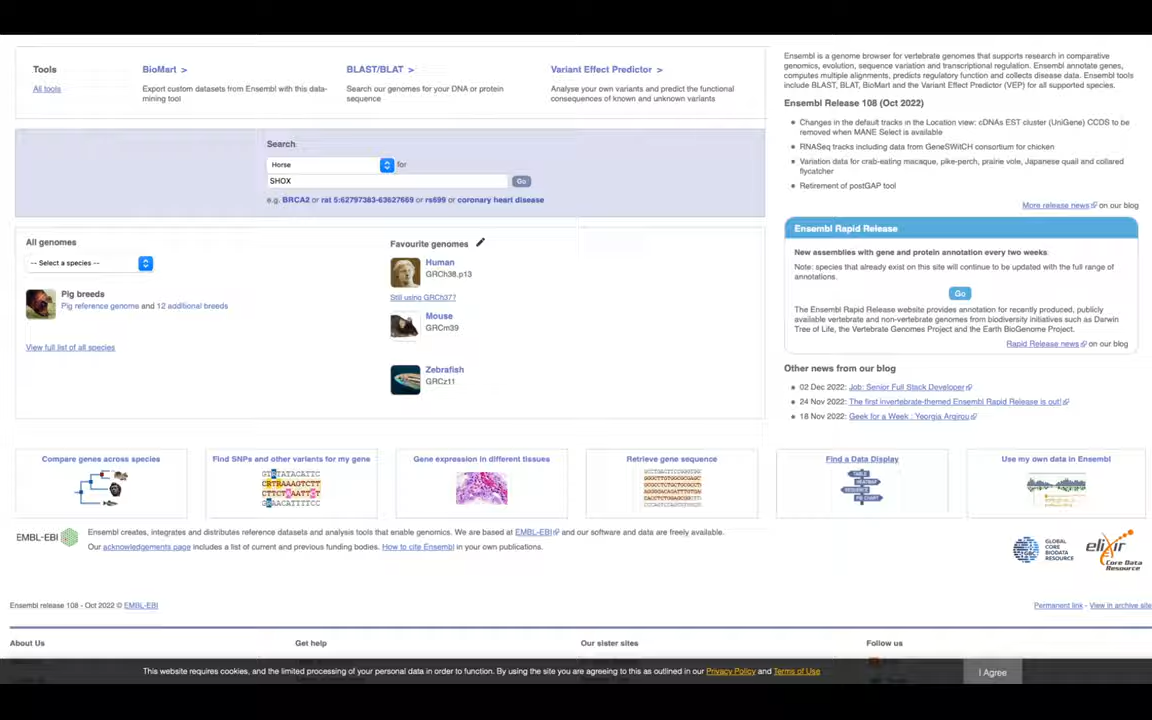 Tools
All tools
BioMart >
Export custom datasets from Ensembl with this data-
mining tool
BLAST/BLAT >
Search our genomes for your DNA or protein
sequence
Variant Effect Predictor >
Analyse your own variants and predict the functional
consequences of known and unknown variants
Search:
Horse
for
SHOX
Go
e.g. BRCA2 or rat 5:62797383-63627669 or rs699 or coronary heart disease
All genomes
-- Select a species --
Pig breeds
Pig reference genome and 12 additional breeds
View full list of all species
Favourite genomes
Human
GRCh38.p13
Still using GRCh37?
Mouse
GRCm39
Zebrafish
GRCz11
Ensembl is a genome browser for vertebrate genomes that supports research in comparative
genomics, evolution, sequence variation and transcriptional regulation. Ensembl annotate genes,
computes multiple alignments, predicts regulatory function and collects disease data. Ensembl tools
include BLAST, BLAT, BioMart and the Variant Effect Predictor (VEP) for all supported species.
Ensembl Release 108 (Oct 2022)
Changes in the default tracks in the Location view: cDNAs EST cluster (UniGene) CCDS to be
removed when MANE Select is available
RNASeq tracks including data from GeneSWitCH consortium for chicken
Variation data for crab-eating macaque, pike-perch, prairie vole, Japanese quail and collared
flycatcher
Retirement of postGAP tool
More release news on our blog
Ensembl Rapid Release
New assemblies with gene and protein annotation every two weeks.
Note: species that already exist on this site will continue to be updated with the full range of
annotations.
Go
The Ensembl Rapid Release website provides annotation for recently produced, publicly
available vertebrate and non-vertebrate genomes from biodiversity initiatives such as Darwin
Tree of Life, the Vertebrate Genomes Project and the Earth BioGenome Project.
Rapid Release news on our blog
Other news from our blog
02 Dec 2022: Job: Senior Full Stack Developer
24 Nov 2022: The first invertebrate-themed Ensembl Rapid Release is out!
18 Nov 2022: Geek for a Week : Yeorgia Argirou
Compare genes across species
Find SNPs and other variants for my gene
Gene expression in different tissues
Retrieve gene sequence
Find a Data Display
Use my own data in Ensembl
EMBL-EBI
Ensembl creates, integrates and distributes reference datasets and analysis tools that enable genomics. We are based at EMBL-EBI and our software and data are freely available.
Our acknowledgements page includes a list of current and previous funding bodies. How to cite Ensembl in your own publications.
GLOBAL
CORE
BIODATA
RESOURCE
elixir
Core Data
Resource
Ensembl release 108 - Oct 2022 © EMBL-EBI
Permanent link - View in archive site
About Us
Get help
Our sister sites
Follow us
This website requires cookies, and the limited processing of your personal data in order to function. By using the site you are agreeing to this as outlined in our Privacy Policy and Terms of Use
I Agree